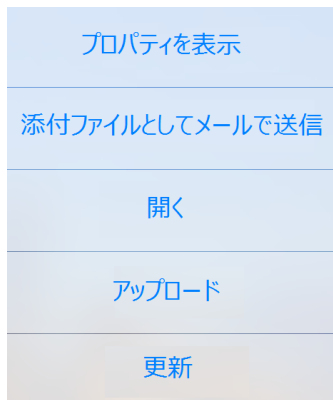 プロパティを表示
添付ファイルとしてメールで送信
開く
アップロード
更新